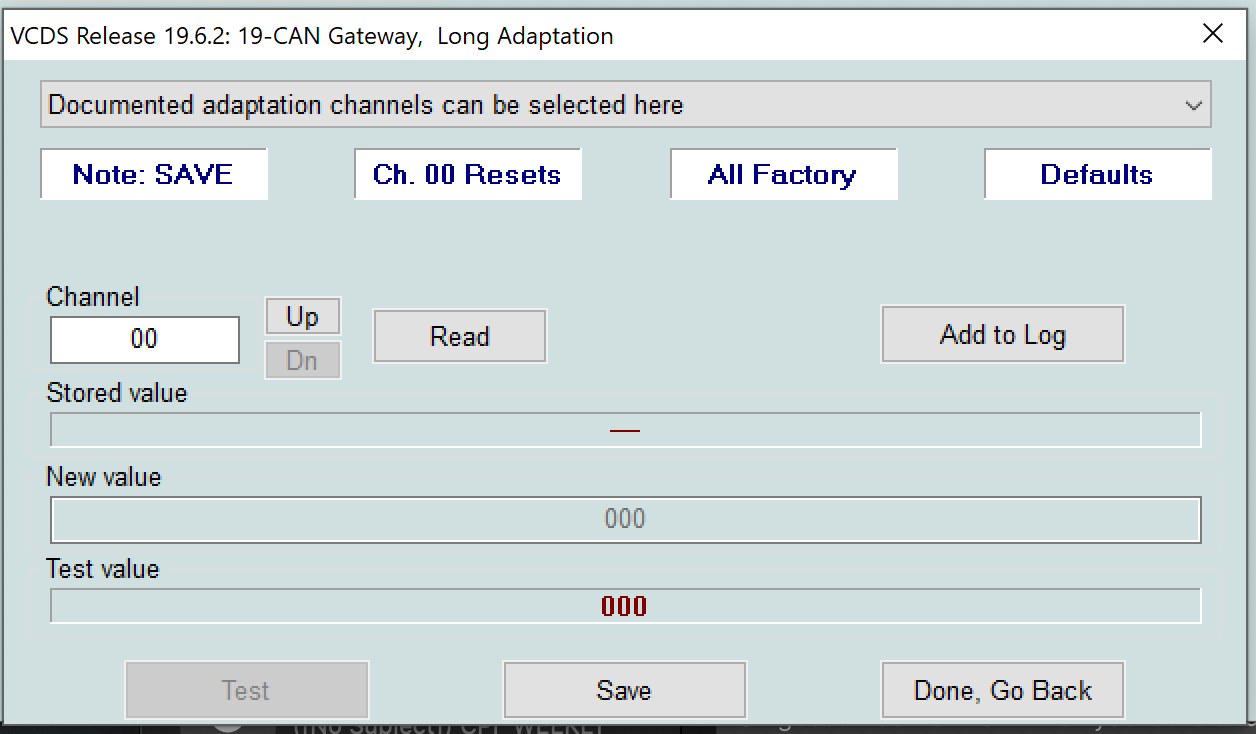 VCDS Release 19.6.2: 19-CAN Gateway,  Long Adaptation
Documented adaptation channels can be selected here
Note: SAVE
Ch. 00 Resets
All Factory
Defaults
Channel
00
Up
Dn
Read
Add to Log
Stored value
—
New value
000
Test value
000
Test
Save
Done, Go Back